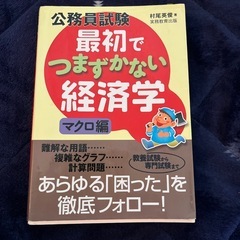 公務員試験
村尾英俊 著
実務教育出版
最初で
つまずかない
経済学
マクロ編
難解な用語……
複雑なグラフ……
計算問題……
教養試験から
専門試験まで
あらゆる「困った」を
徹底フォロー!